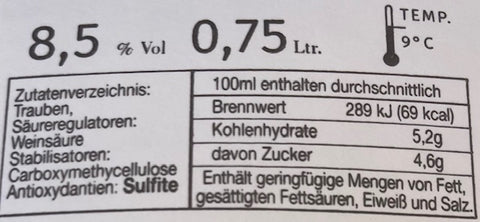 8,5 % Vol 0,75 Ltr.
TEMP.
9°C
Zutatenverzeichnis:
Trauben,
Säureregulatoren:
Weinsäure
Stabilisatoren:
Carboxymethycellulose
Antioxydantien: Sulfite
100ml enthalten durchschnittlich
Brennwert 289 kJ (69 kcal)
Kohlenhydrate 5,2g
davon Zucker 4,6g
Enthält geringfügige Mengen von Fett,
gesättigten Fettsäuren, Eiweiß und Salz.